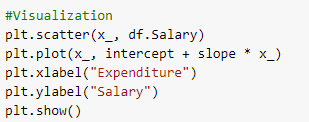 #Visualization
plt.scatter(x_, df.Salary)
plt.plot(x_, intercept + slope * x_)
plt.xlabel("Expenditure")
plt.ylabel("Salary")
plt.show()